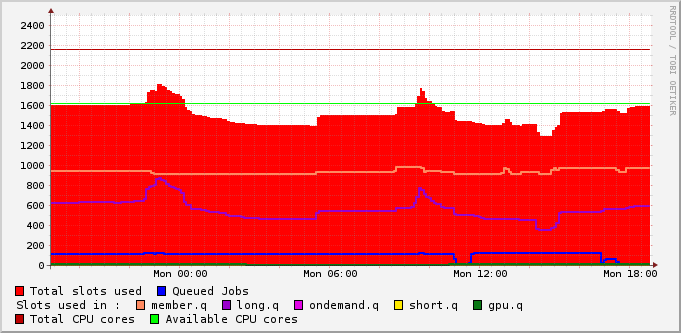 2400
2200
2000
1800
1600
1400
1200
1000
800
600
400
200
0
Mon 00:00 Mon 06:00 Mon 12:00 Mon 18:00
RRDTOOL / TOBI OETIKER
Total slots used Queued Jobs
Slots used in : member.q long.q ondemand.q short.q gpu.q
Total CPU cores Available CPU cores